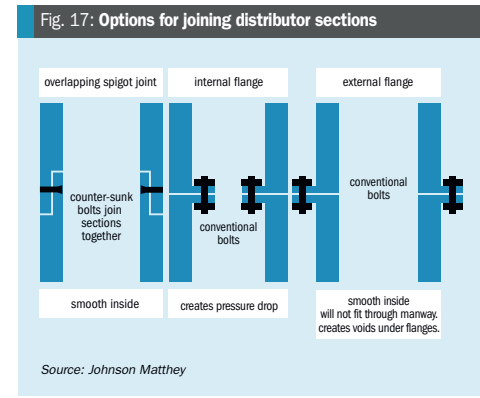 Fig. 17: Options for joining distributor sections
overlapping spigot joint
internal flange
external flange
counter-sunk
bolts join
sections
together
conventional
bolts
conventional
bolts
smooth inside
creates pressure drop
smooth inside
will not fit through manway.
creates voids under flanges.
Source: Johnson Matthey